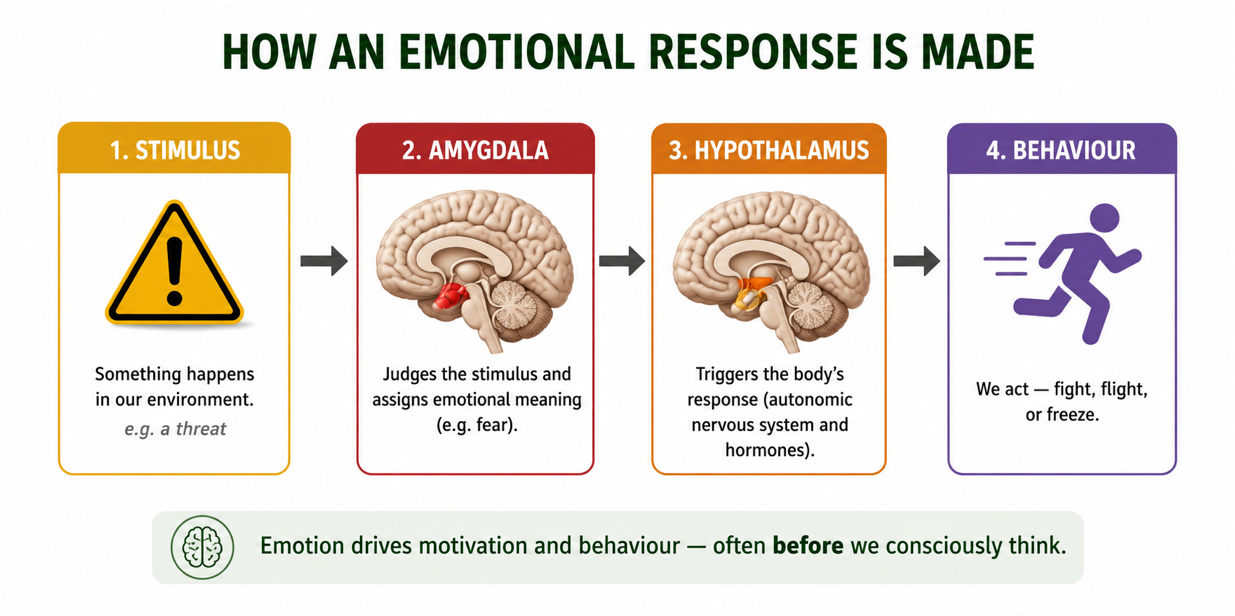 HOW AN EMOTIONAL RESPONSE IS MADE
1. STIMULUS
Something happens
in our environment.
e.g. a threat
2. AMYGDALA
Judges the stimulus and
assigns emotional meaning
(e.g. fear).
3. HYPOTHALAMUS
Triggers the body’s
response (autonomic
nervous system and
hormones).
4. BEHAVIOUR
We act — fight, flight,
or freeze.
Emotion drives motivation and behaviour — often before we consciously think.